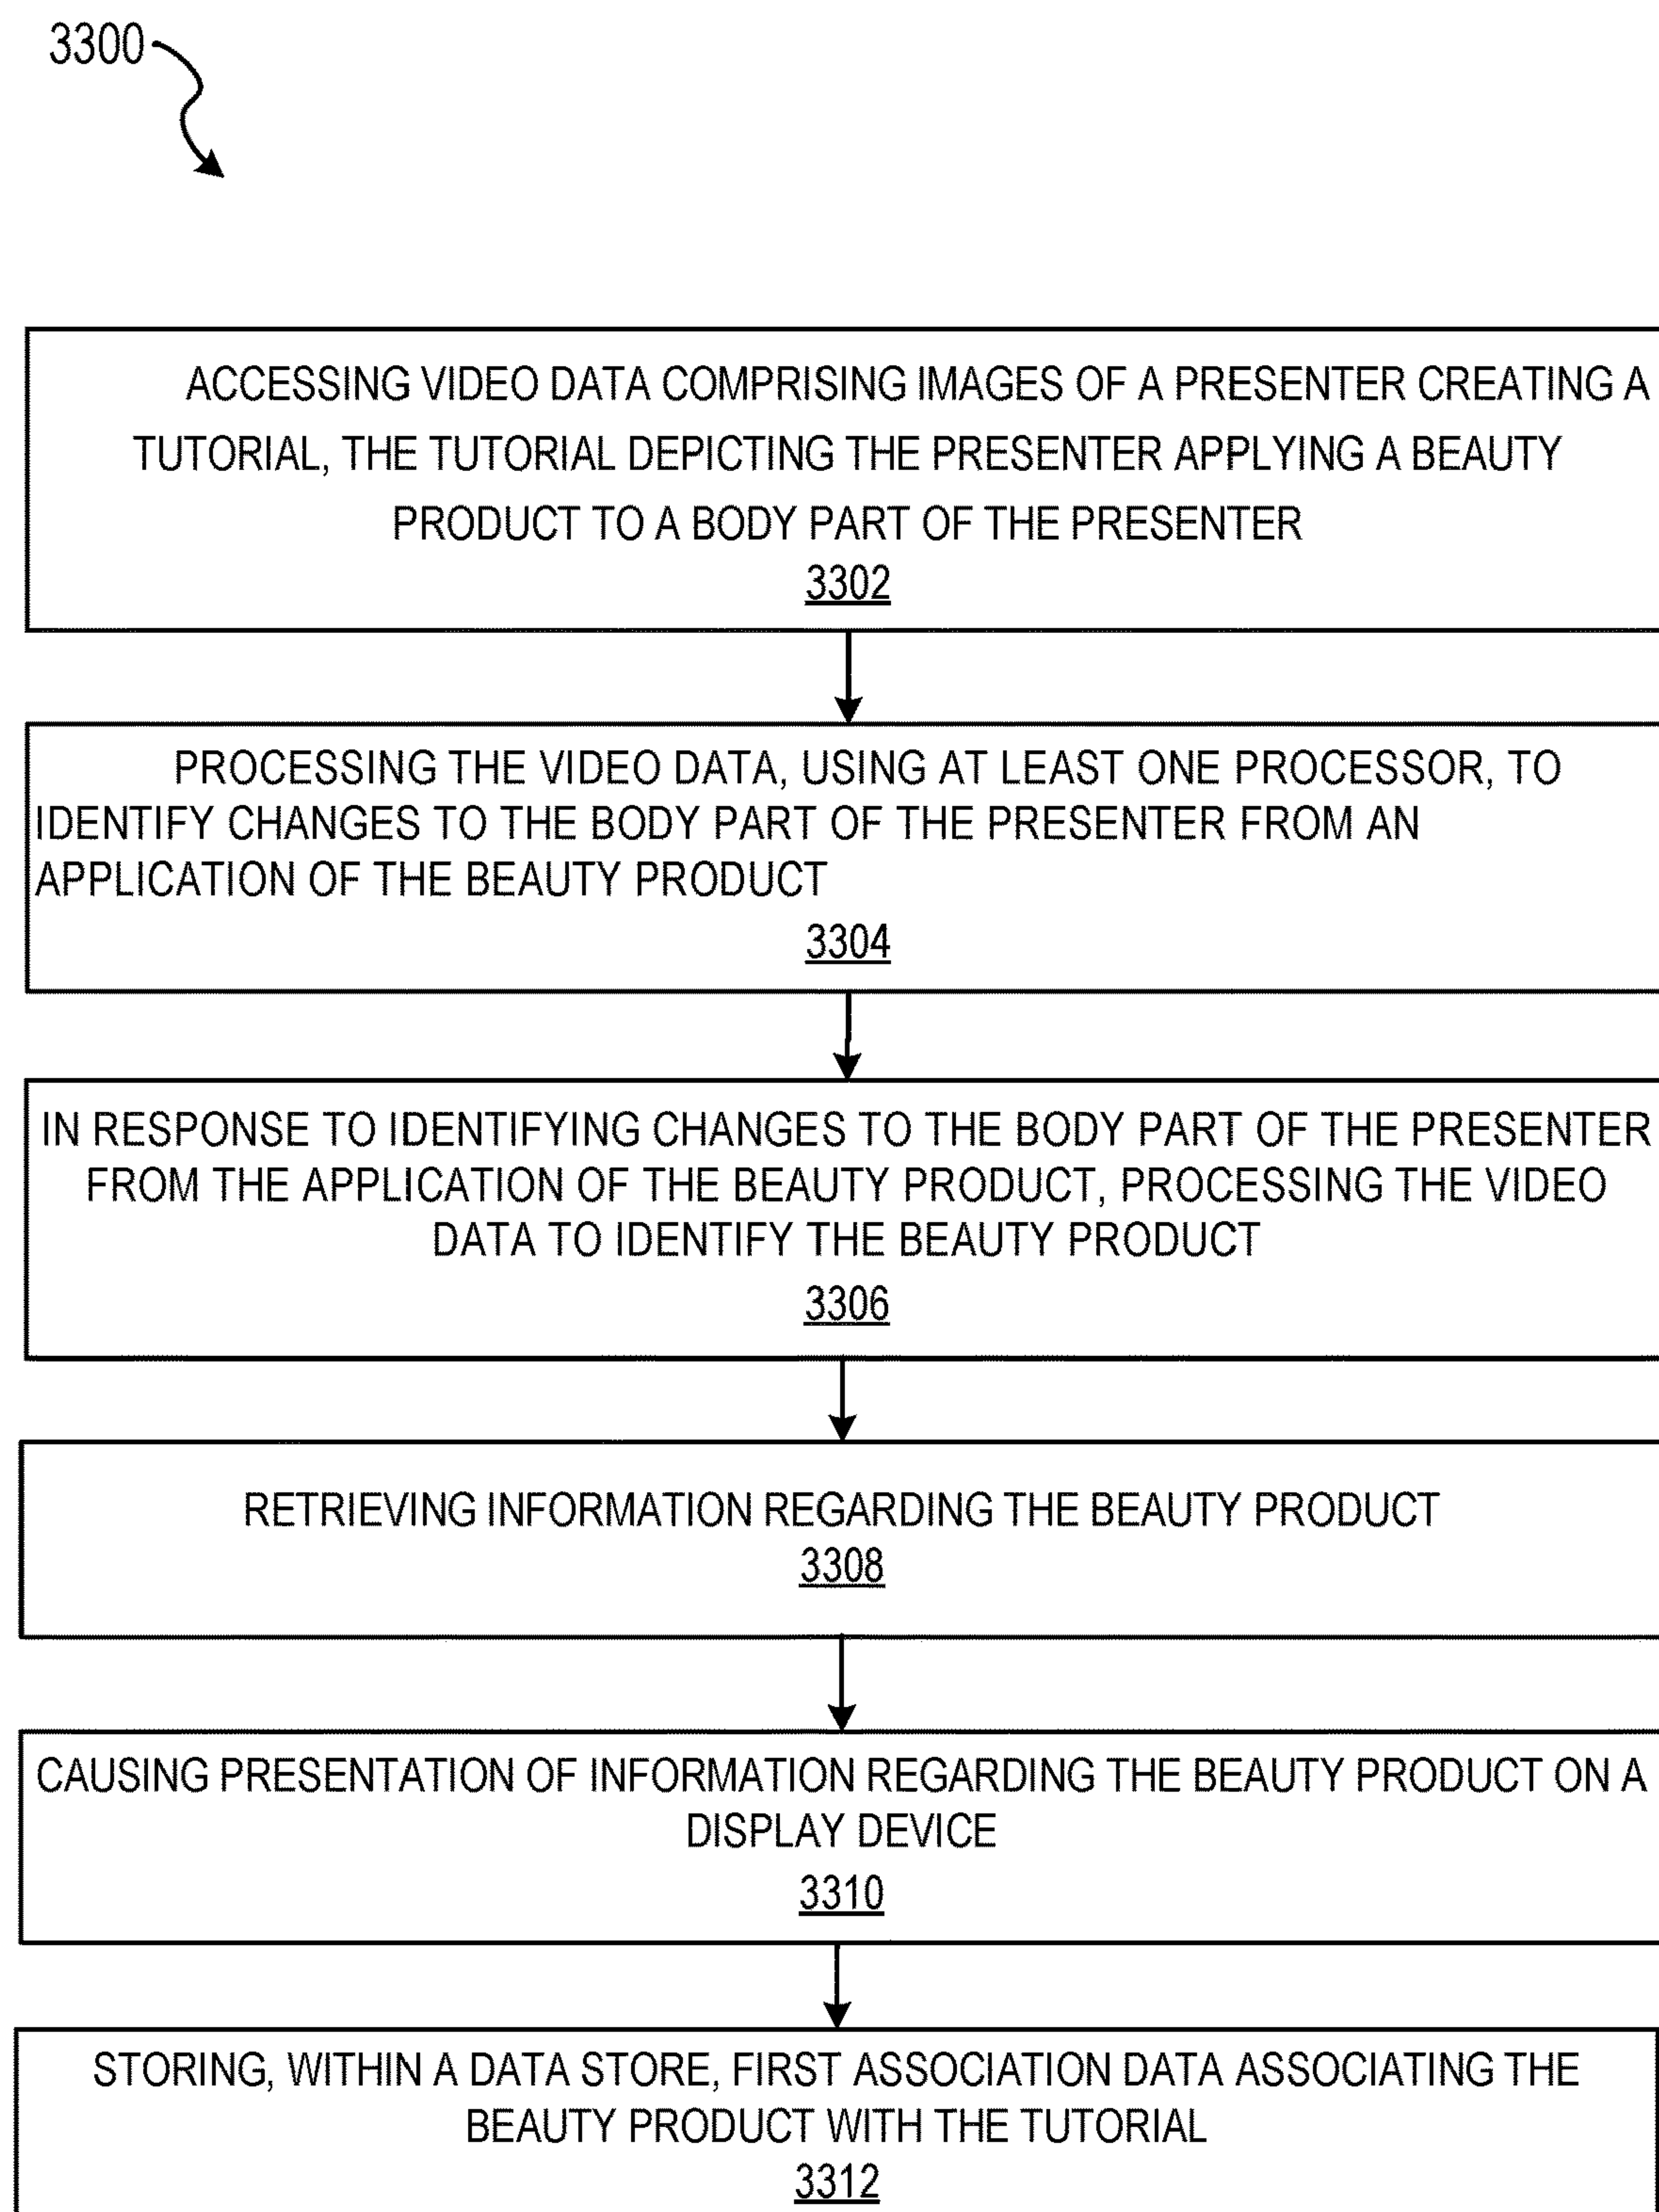 3300
ACCESSING VIDEO DATA COMPRISING IMAGES OF A PRESENTER CREATING A
TUTORIAL, THE TUTORIAL DEPICTING THE PRESENTER APPLYING A BEAUTY
PRODUCT TO A BODY PART OF THE PRESENTER
3302
PROCESSING THE VIDEO DATA, USING AT LEAST ONE PROCESSOR, TO
IDENTIFY CHANGES TO THE BODY PART OF THE PRESENTER FROM AN
APPLICATION OF THE BEAUTY PRODUCT
3304
IN RESPONSE TO IDENTIFYING CHANGES TO THE BODY PART OF THE PRESENTER
FROM THE APPLICATION OF THE BEAUTY PRODUCT, PROCESSING THE VIDEO
DATA TO IDENTIFY THE BEAUTY PRODUCT
3306
RETRIEVING INFORMATION REGARDING THE BEAUTY PRODUCT
3308
CAUSING PRESENTATION OF INFORMATION REGARDING THE BEAUTY PRODUCT ON A
DISPLAY DEVICE
3310
STORING, WITHIN A DATA STORE, FIRST ASSOCIATION DATA ASSOCIATING THE
BEAUTY PRODUCT WITH THE TUTORIAL
3312